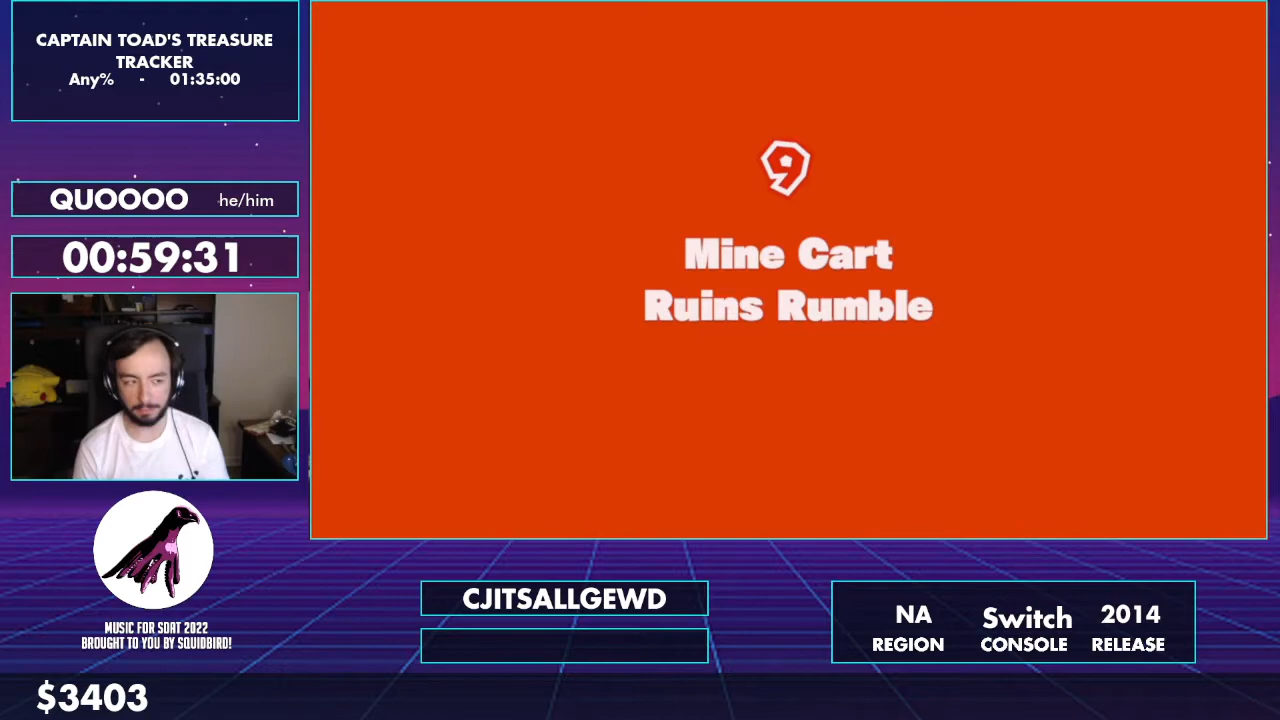 CAPTAIN TOAD'S TREASURE
TRACKER
Any% - 01:35:00
QUOOOO he/him
00:59:31
9
Mine Cart
Ruins Rumble
MUSIC FOR SDAT 2022
BROUGHT TO YOU BY SQUIDBIRD!
CJITSALLGEWD
NA Switch 2014
REGION CONSOLE RELEASE
$3403